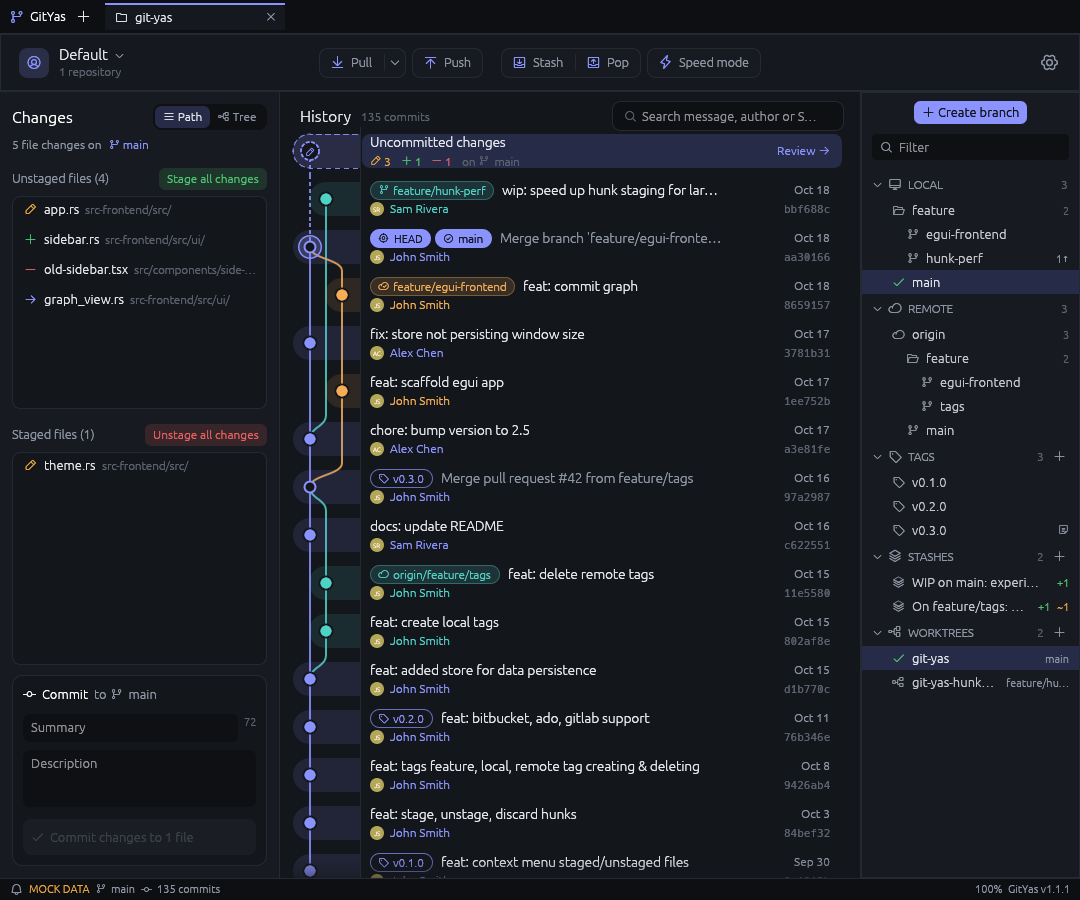 GitYas
git-yas
Default
1 repository
Pull
Push
Stash
Pop
Speed mode
Changes
Path
Tree
5 file changes on main
Unstaged files (4)
Stage all changes
app.rs src-frontend/src/
sidebar.rs src-frontend/src/ui/
old-sidebar.tsx src/components/side-...
graph_view.rs src-frontend/src/ui/
Staged files (1)
Unstage all changes
theme.rs src-frontend/src/
Commit to main
Summary
72
Description
Commit changes to 1 file
History 135 commits
Search message, author or S...
Uncommitted changes
3 + 1 − 1 on main
Review →
feature/hunk-perf wip: speed up hunk staging for lar... Oct 18
SR Sam Rivera bbf688c
HEAD main Merge branch 'feature/egui-fronte... Oct 18
JS John Smith aa30166
feature/egui-frontend feat: commit graph Oct 18
JS John Smith 8659157
fix: store not persisting window size Oct 17
AC Alex Chen 3781b31
feat: scaffold egui app Oct 17
JS John Smith 1ee752b
chore: bump version to 2.5 Oct 17
AC Alex Chen a3e81fe
v0.3.0 Merge pull request #42 from feature/tags Oct 16
JS John Smith 97a2987
docs: update README Oct 16
SR Sam Rivera c622551
origin/feature/tags feat: delete remote tags Oct 15
JS John Smith 11e5580
feat: create local tags Oct 15
JS John Smith 802af8e
feat: added store for data persistence Oct 15
JS John Smith d1b770c
v0.2.0 feat: bitbucket, ado, gitlab support Oct 11
JS John Smith 76b346e
feat: tags feature, local, remote tag creating & deleting Oct 8
JS John Smith 9426ab4
feat: stage, unstage, discard hunks Oct 3
JS John Smith 84bef32
v0.1.0 feat: context menu staged/unstaged files Sep 30
+ Create branch
Filter
LOCAL 3
feature 2
egui-frontend
hunk-perf 1↑
main
REMOTE 3
origin 3
feature 2
egui-frontend
tags
main
TAGS 3 +
v0.1.0
v0.2.0
v0.3.0
STASHES 2 +
WIP on main: experi... +1
On feature/tags: ... +1 ~1
WORKTREES 2 +
git-yas main
git-yas-hunk... feature/hu...
MOCK DATA main 135 commits
100% GitYas v1.1.1